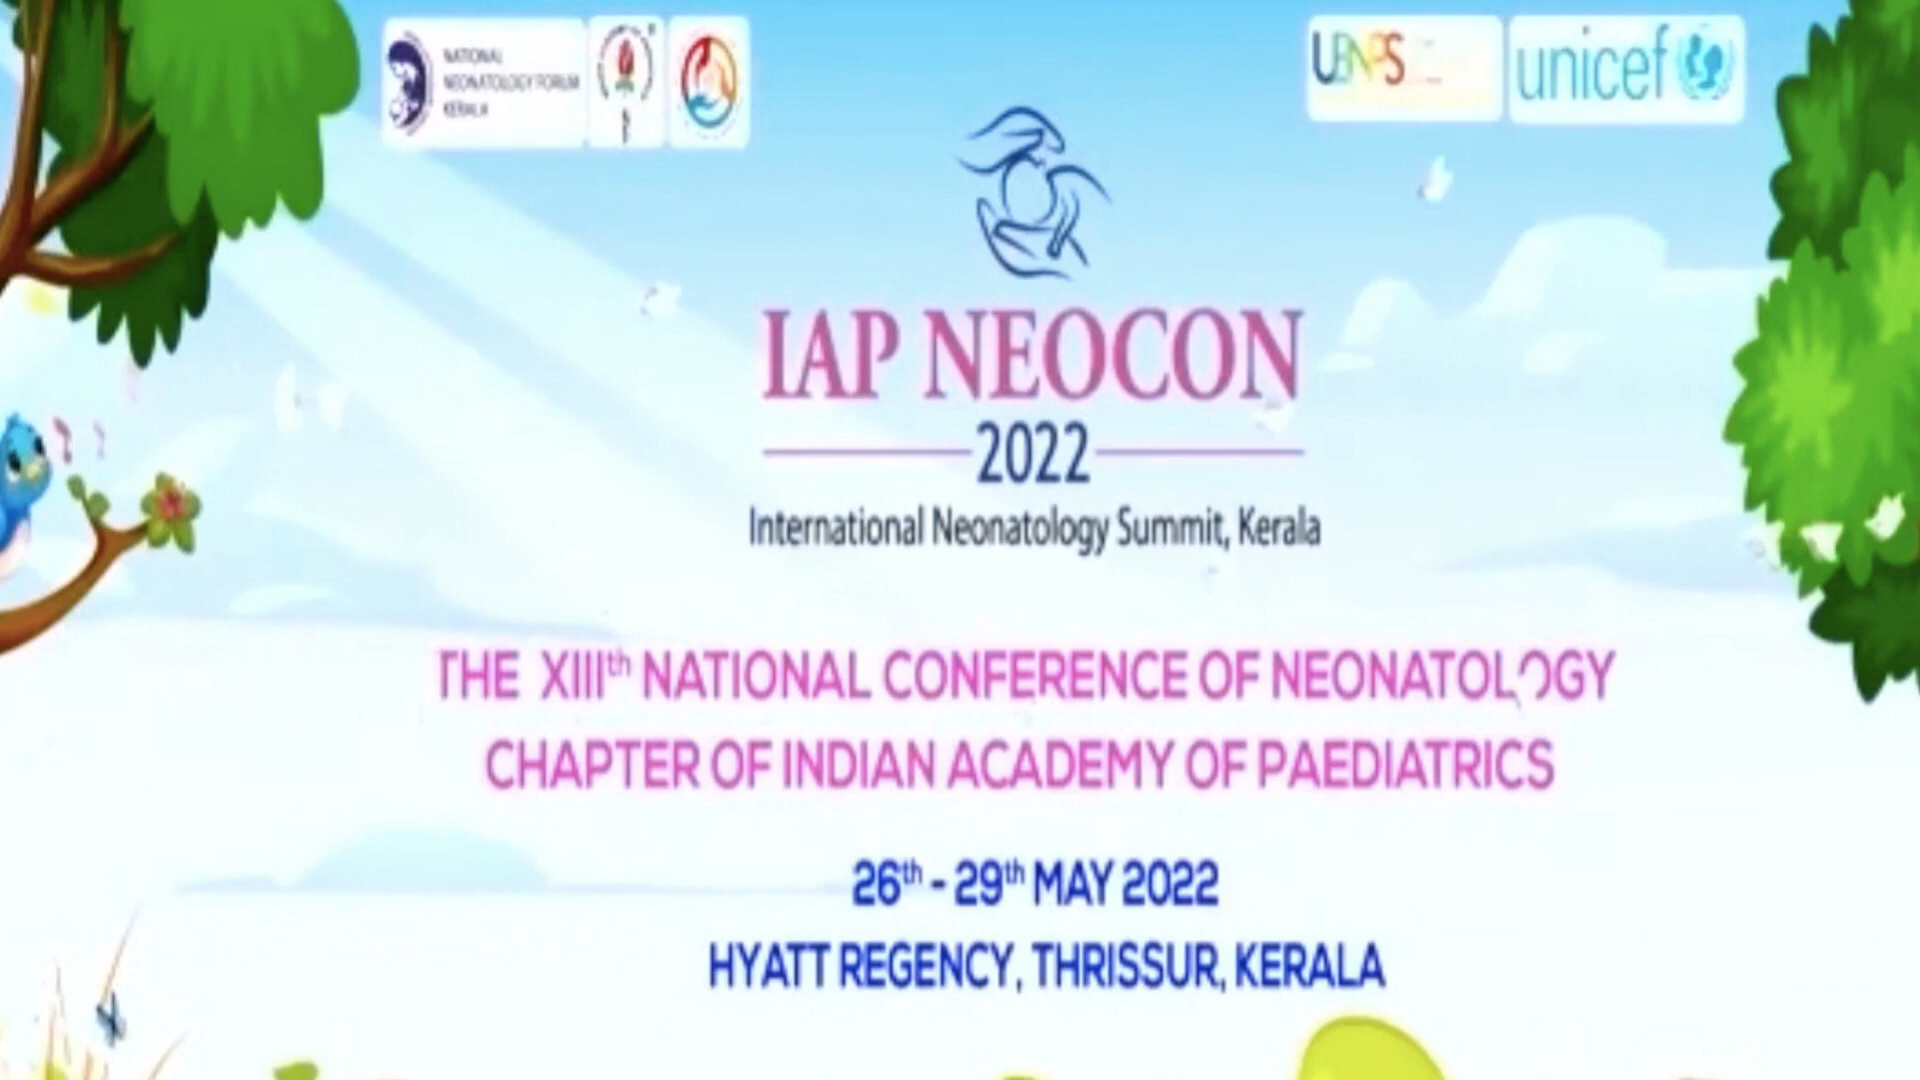 NATIONAL
NEONATOLOGY FORUM
KERALA
unicef
IAP NEOCON
2022
International Neonatology Summit, Kerala
THE XIIIth NATIONAL CONFERENCE OF NEONATOLOGY
CHAPTER OF INDIAN ACADEMY OF PAEDIATRICS
26th - 29th MAY 2022
HYATT REGENCY, THRISSUR, KERALA